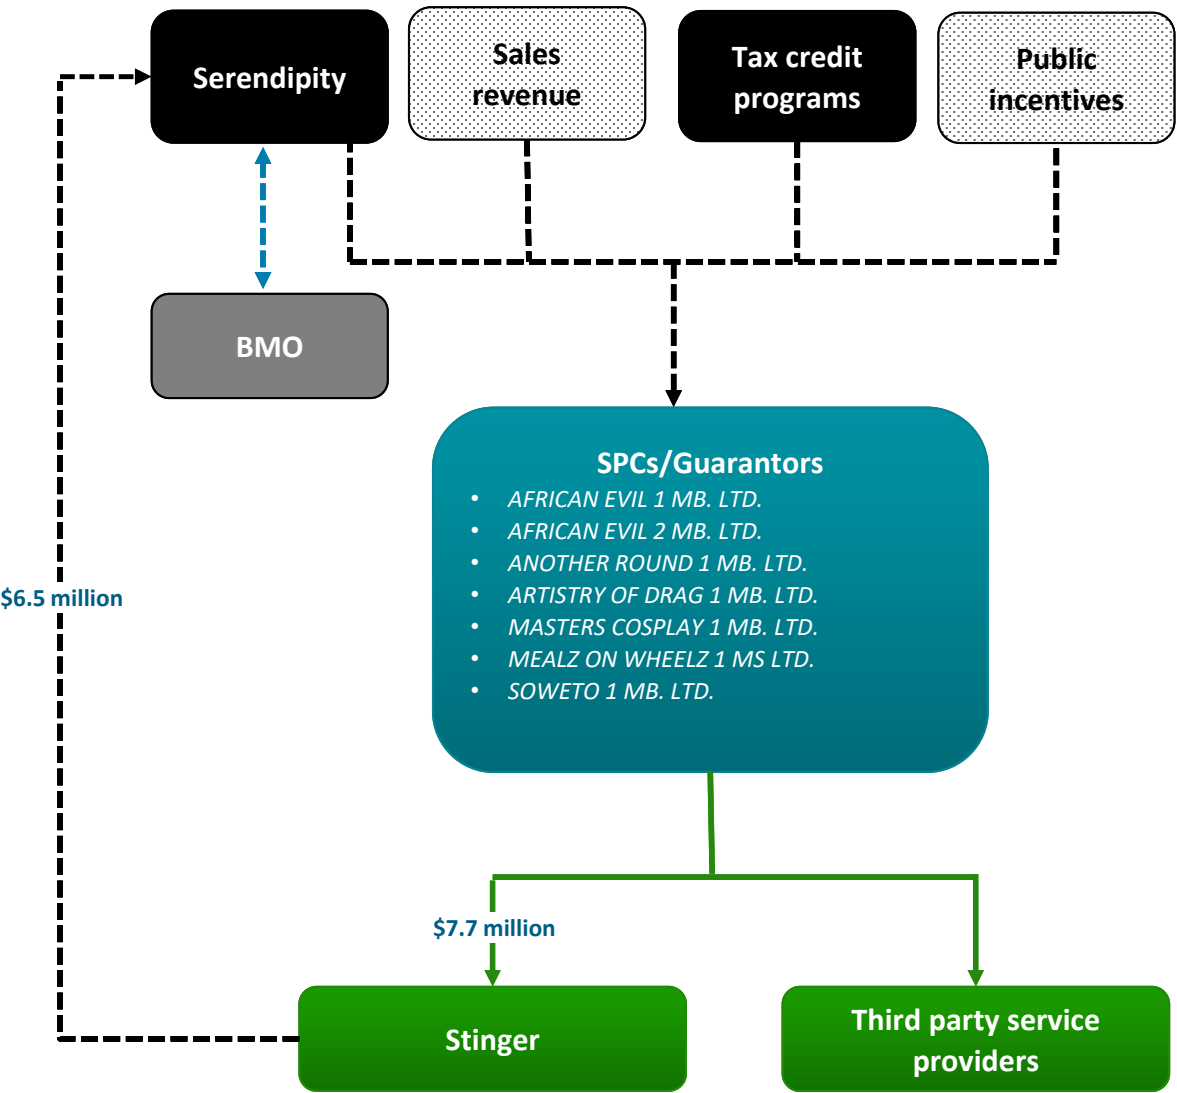 Serendipity
Sales
revenue
Tax credit
programs
Public
incentives
BMO
SPCs/Guarantors
• AFRICAN EVIL 1 MB. LTD.
• AFRICAN EVIL 2 MB. LTD.
• ANOTHER ROUND 1 MB. LTD.
• ARTISTRY OF DRAG 1 MB. LTD.
• MASTERS COSPLAY 1 MB. LTD.
• MEALZ ON WHEELZ 1 MS LTD.
• SOWETO 1 MB. LTD.
$6.5 million
$7.7 million
Stinger
Third party service
providers